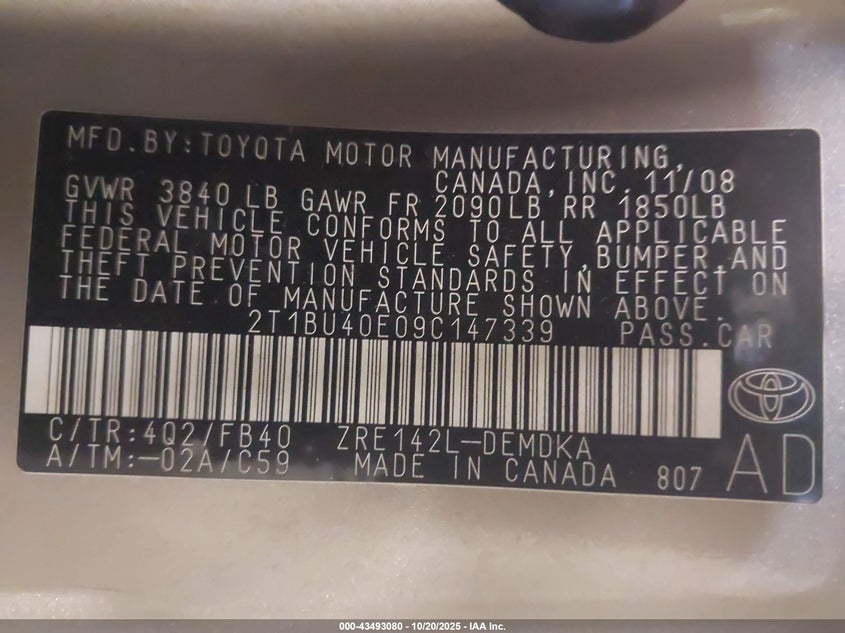 MFD.BY:TOYOTA MOTOR MANUFACTURING,
CANADA,INC. 11/08
GVWR 3840 LB GAWR FR 2090LB RR 1850LB
THIS VEHICLE CONFORMS TO ALL APPLICABLE
FEDERAL MOTOR VEHICLE SAFETY,BUMPER,AND
THEFT PREVENTION STANDARDS IN EFFECT ON
THE DATE OF MANUFACTURE SHOWN ABOVE.
2T1BU40E09C147339 PASS.CAR
C/TR:4Q2/FB40 ZRE142L-DEMDKA
A/TM:-02A/C59 MADE IN CANADA 807 AD
000-43493080 - 10/20/2025 - IAA Inc.